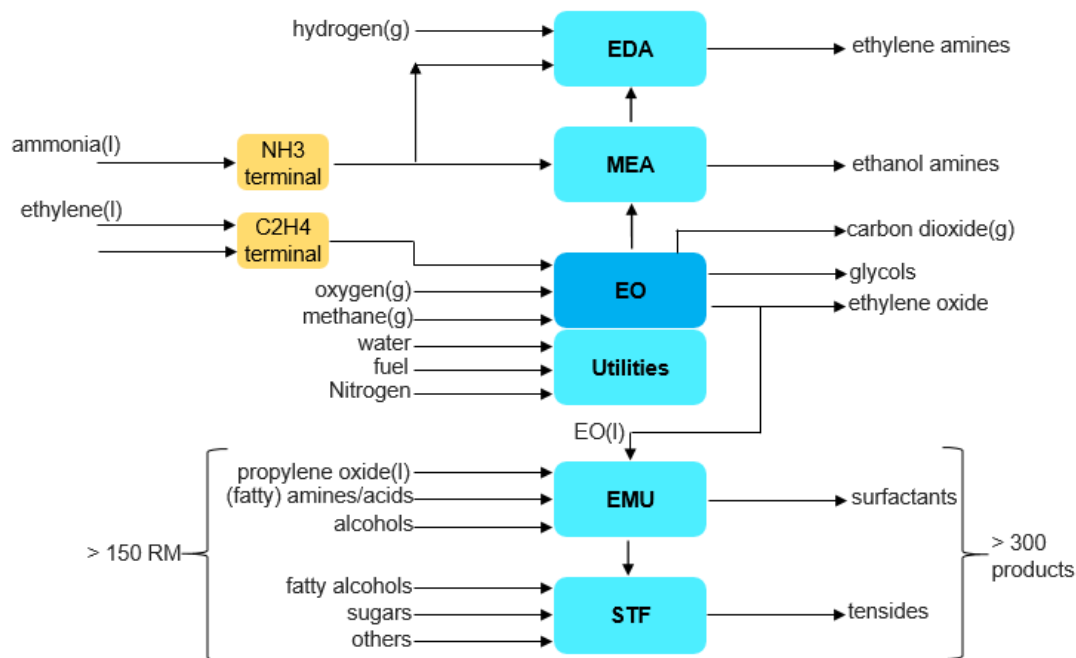 hydrogen(g)
EDA
ethylene amines
ammonia(l)
NH3
terminal
MEA
ethanol amines
ethylene(l)
C2H4
terminal
carbon dioxide(g)
EO
glycols
oxygen(g)
ethylene oxide
methane(g)
water
fuel
Utilities
Nitrogen
EO(l)
propylene oxide(l)
(fatty) amines/acids
EMU
surfactants
alcohols
> 150 RM
> 300
products
fatty alcohols
sugars
STF
tensides
others